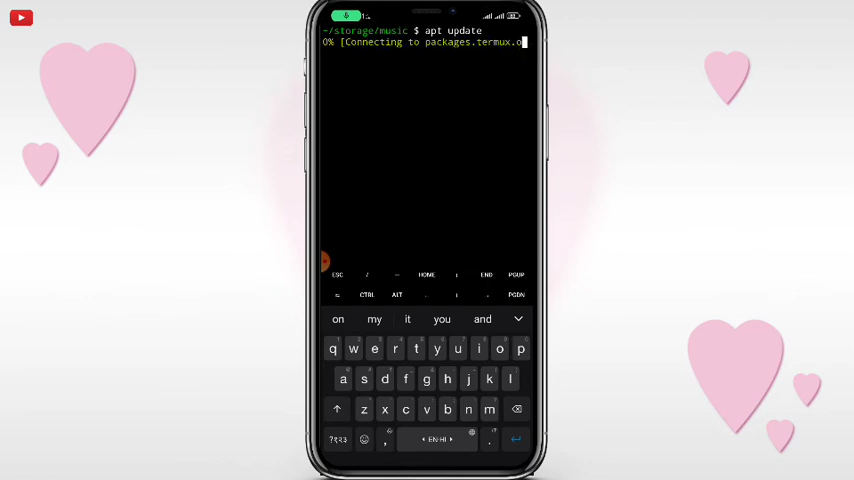 ~/storage/music $ apt update
0% [Connecting to packages.termux.o
ESC / — HOME ↑ END PGUP
CTRL ALT ← ↓ → PGDN
on my it you and
q w e r t y u i o p
a s d f g h j k l
z x c v b n m
?१२३ , EN·HI .